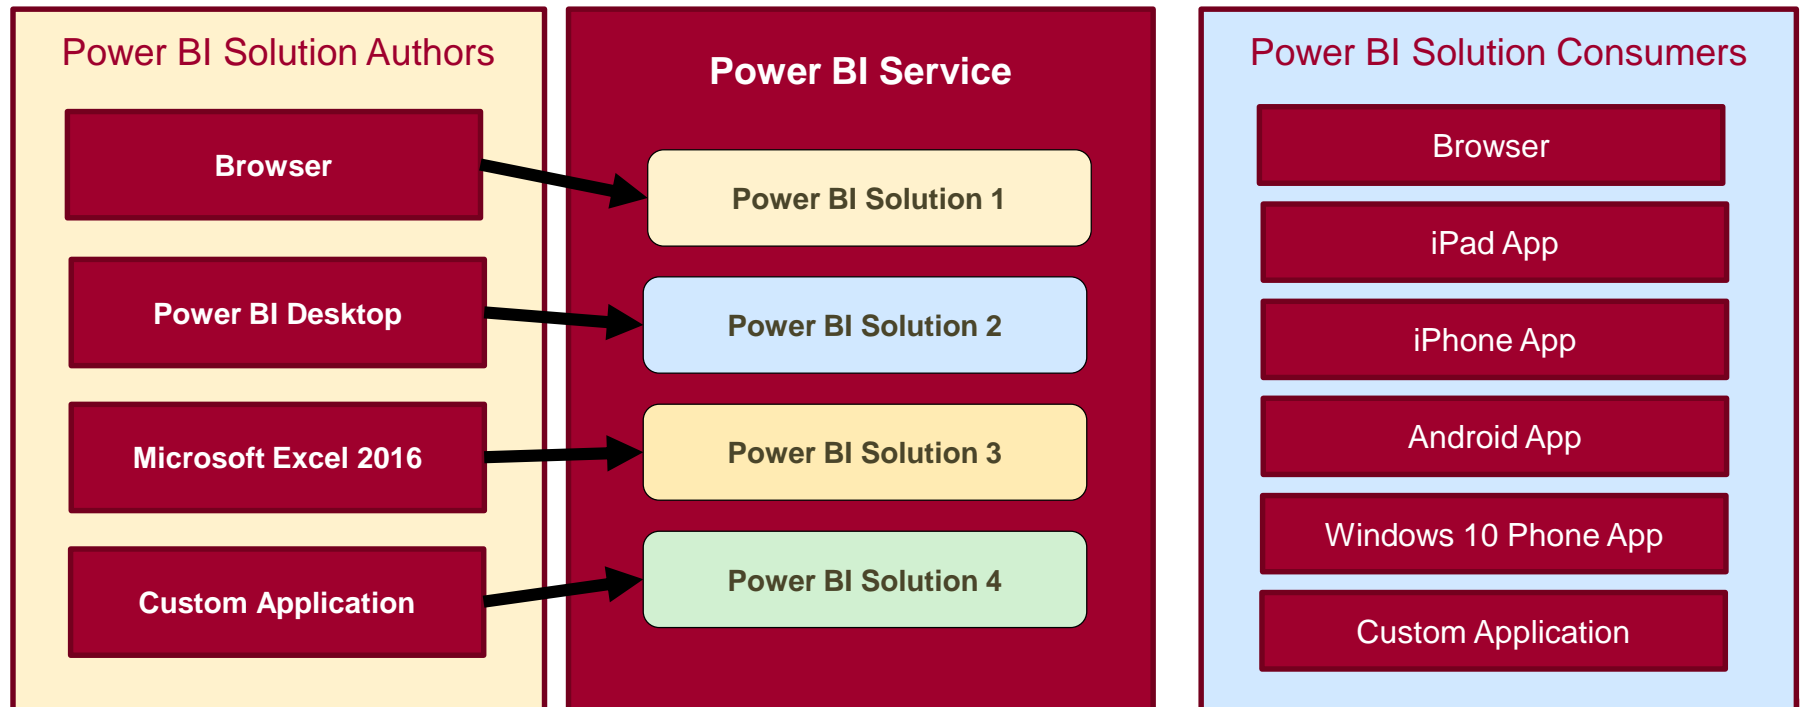 Power BI Solution Authors
Browser
Power BI Desktop
Microsoft Excel 2016
Custom Application
Power BI Service
Power BI Solution 1
Power BI Solution 2
Power BI Solution 3
Power BI Solution 4
Power BI Solution Consumers
Browser
iPad App
iPhone App
Android App
Windows 10 Phone App
Custom Application